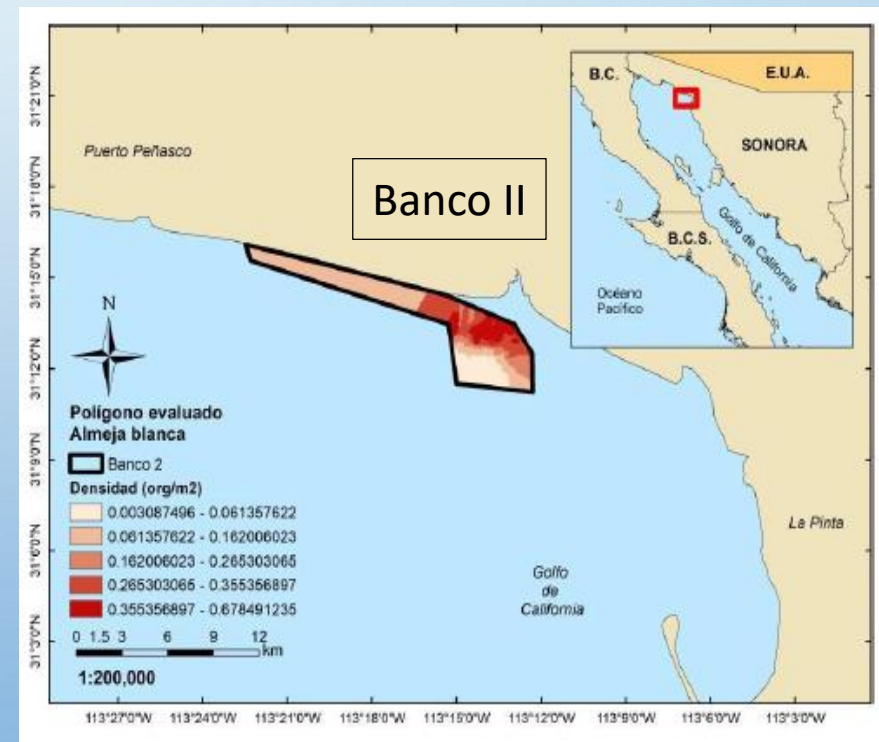 B.C.
E.U.A.
SONORA
Golfo de California
B.C.S.
Océano
Pacífico
Puerto Peñasco
Banco II
N
Polígono evaluado
Almeja blanca
Banco 2
Densidad (org/m2)
0.003087496 - 0.061357622
0.061357622 - 0.162006023
0.162006023 - 0.265303065
0.265303065 - 0.355356897
0.355356897 - 0.678491235
0 1.5 3 6 9 12
km
1:200,000
La Pinta
Golfo
de
California
31°21'0"N
31°18'0"N
31°15'0"N
31°12'0"N
31°9'0"N
31°6'0"N
31°3'0"N
113°27'0"W 113°24'0"W 113°21'0"W 113°18'0"W 113°15'0"W 113°12'0"W 113°9'0"W 113°6'0"W 113°3'0"W